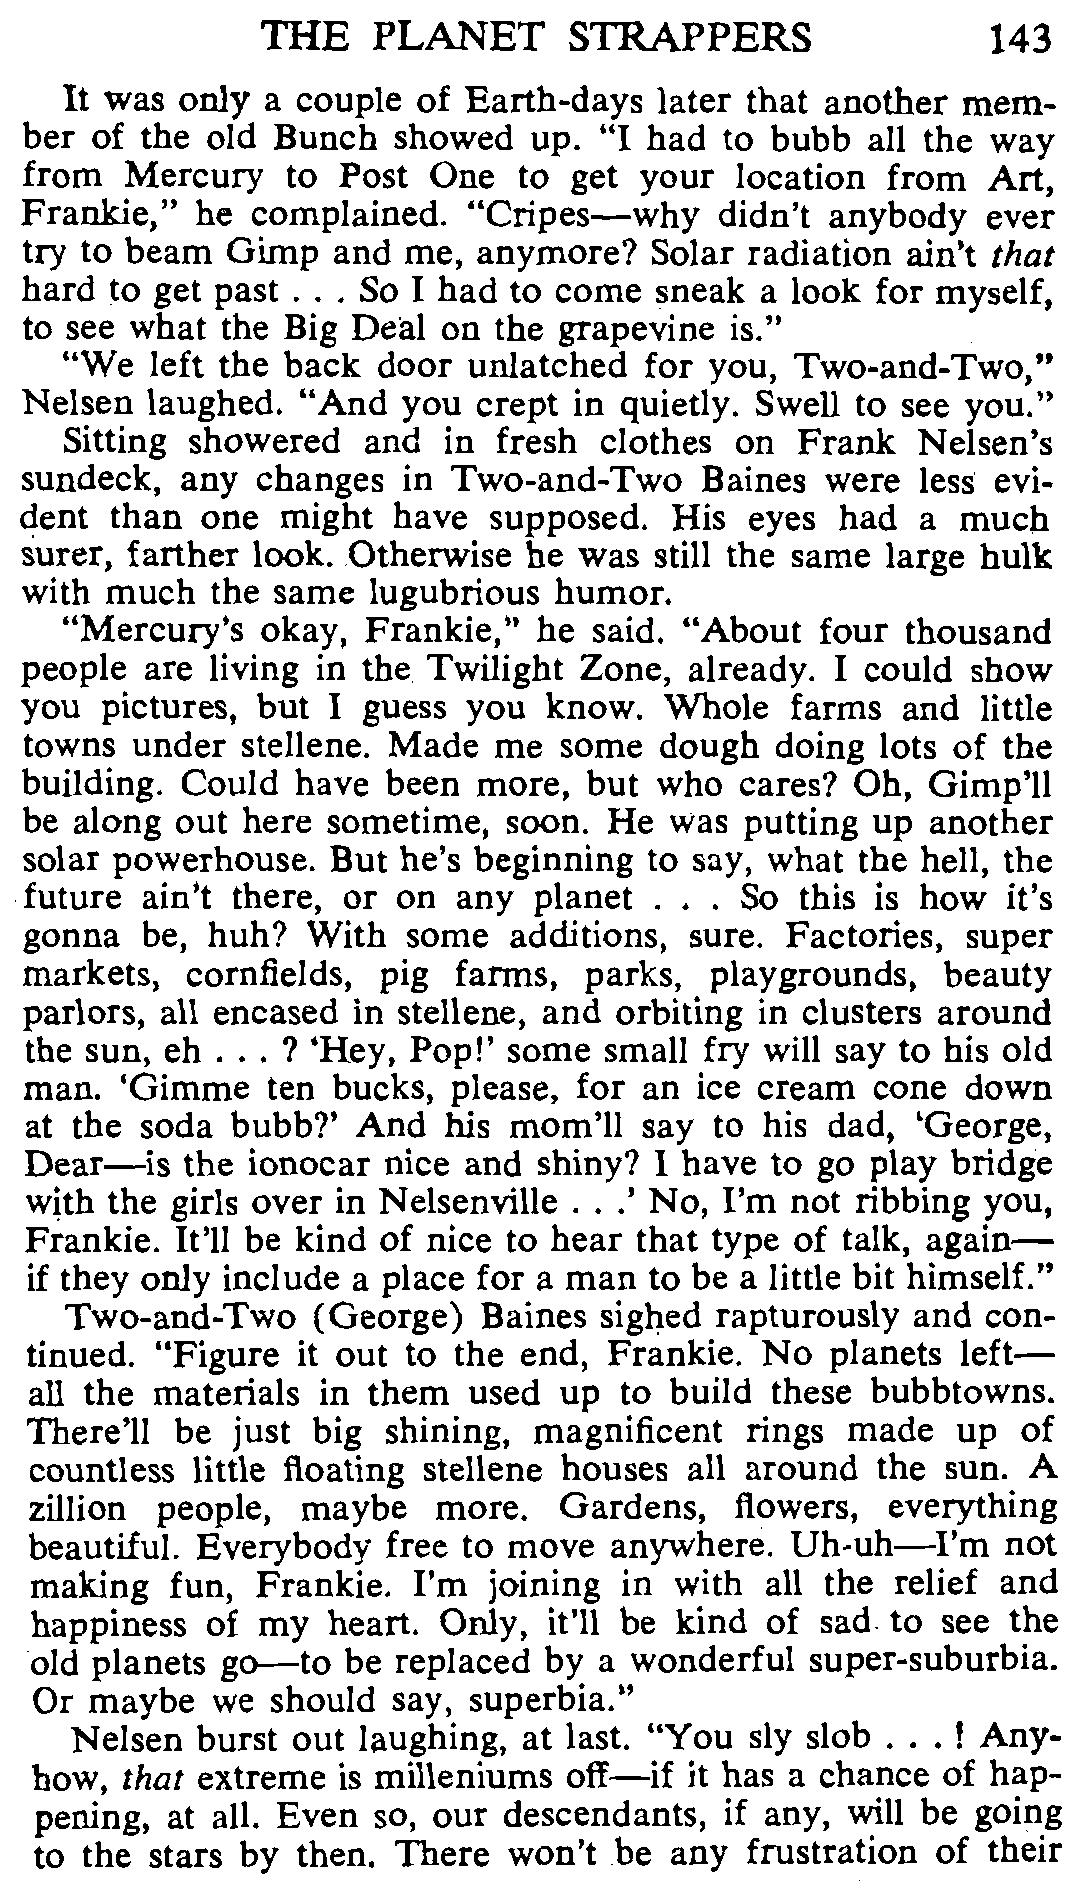 THE PLANET STRAPPERS 143
It was only a couple of Earth-days later that another mem-
ber of the old Bunch showed up. “I had to bubb all the way
from Mercury to Post One to get your location from Art,
Frankie,” he complained. “Cripes—why didn't anybody ever
try to beam Gimp and me, anymore? Solar radiation ain't that
hard to get past . . . So I had to come sneak a look for myself,
to see what the Big Deal on the grapevine is.”
“We left the back door unlatched for you, Two-and-Two,”
Nelsen laughed. “And you crept in quietly. Swell to see you.”
Sitting showered and in fresh clothes on Frank Nelsen's
sundeck, any changes in Two-and-Two Baines were less evi-
dent than one might have supposed. His eyes had a much
surer, farther look. Otherwise he was still the same large hulk
with much the same lugubrious humor.
“Mercury's okay, Frankie,” he said. “About four thousand
people are living in the Twilight Zone, already. I could show
you pictures, but I guess you know. Whole farms and little
towns under stellene. Made me some dough doing lots of the
building. Could have been more, but who cares? Oh, Gimp'll
be along out here sometime, soon. He was putting up another
solar powerhouse. But he's beginning to say, what the hell, the
future ain't there, or on any planet . . . So this is how it's
gonna be, huh? With some additions, sure. Factories, super
markets, cornfields, pig farms, parks, playgrounds, beauty
parlors, all encased in stellene, and orbiting in clusters around
the sun, eh . . . ? ‘Hey, Pop!’ some small fry will say to his old
man. ‘Gimme ten bucks, please, for an ice cream cone down
at the soda bubb?’ And his mom'll say to his dad, ‘George,
Dear—is the ionocar nice and shiny? I have to go play bridge
with the girls over in Nelsenville . . .’ No, I'm not ribbing you,
Frankie. It'll be kind of nice to hear that type of talk, again—
if they only include a place for a man to be a little bit himself.”
Two-and-Two (George) Baines sighed rapturously and con-
tinued. “Figure it out to the end, Frankie. No planets left—
all the materials in them used up to build these bubbtowns.
There'll be just big shining, magnificent rings made up of
countless little floating stellene houses all around the sun. A
zillion people, maybe more. Gardens, flowers, everything
beautiful. Everybody free to move anywhere. Uh-uh—I'm not
making fun, Frankie. I'm joining in with all the relief and
happiness of my heart. Only, it'll be kind of sad to see the
old planets go—to be replaced by a wonderful super-suburbia.
Or maybe we should say, superbia.”
Nelsen burst out laughing, at last. “You sly slob . . . ! Any-
how, that extreme is milleniums off—if it has a chance of hap-
pening, at all. Even so, our descendants, if any, will be going
to the stars by then. There won't be any frustration of their